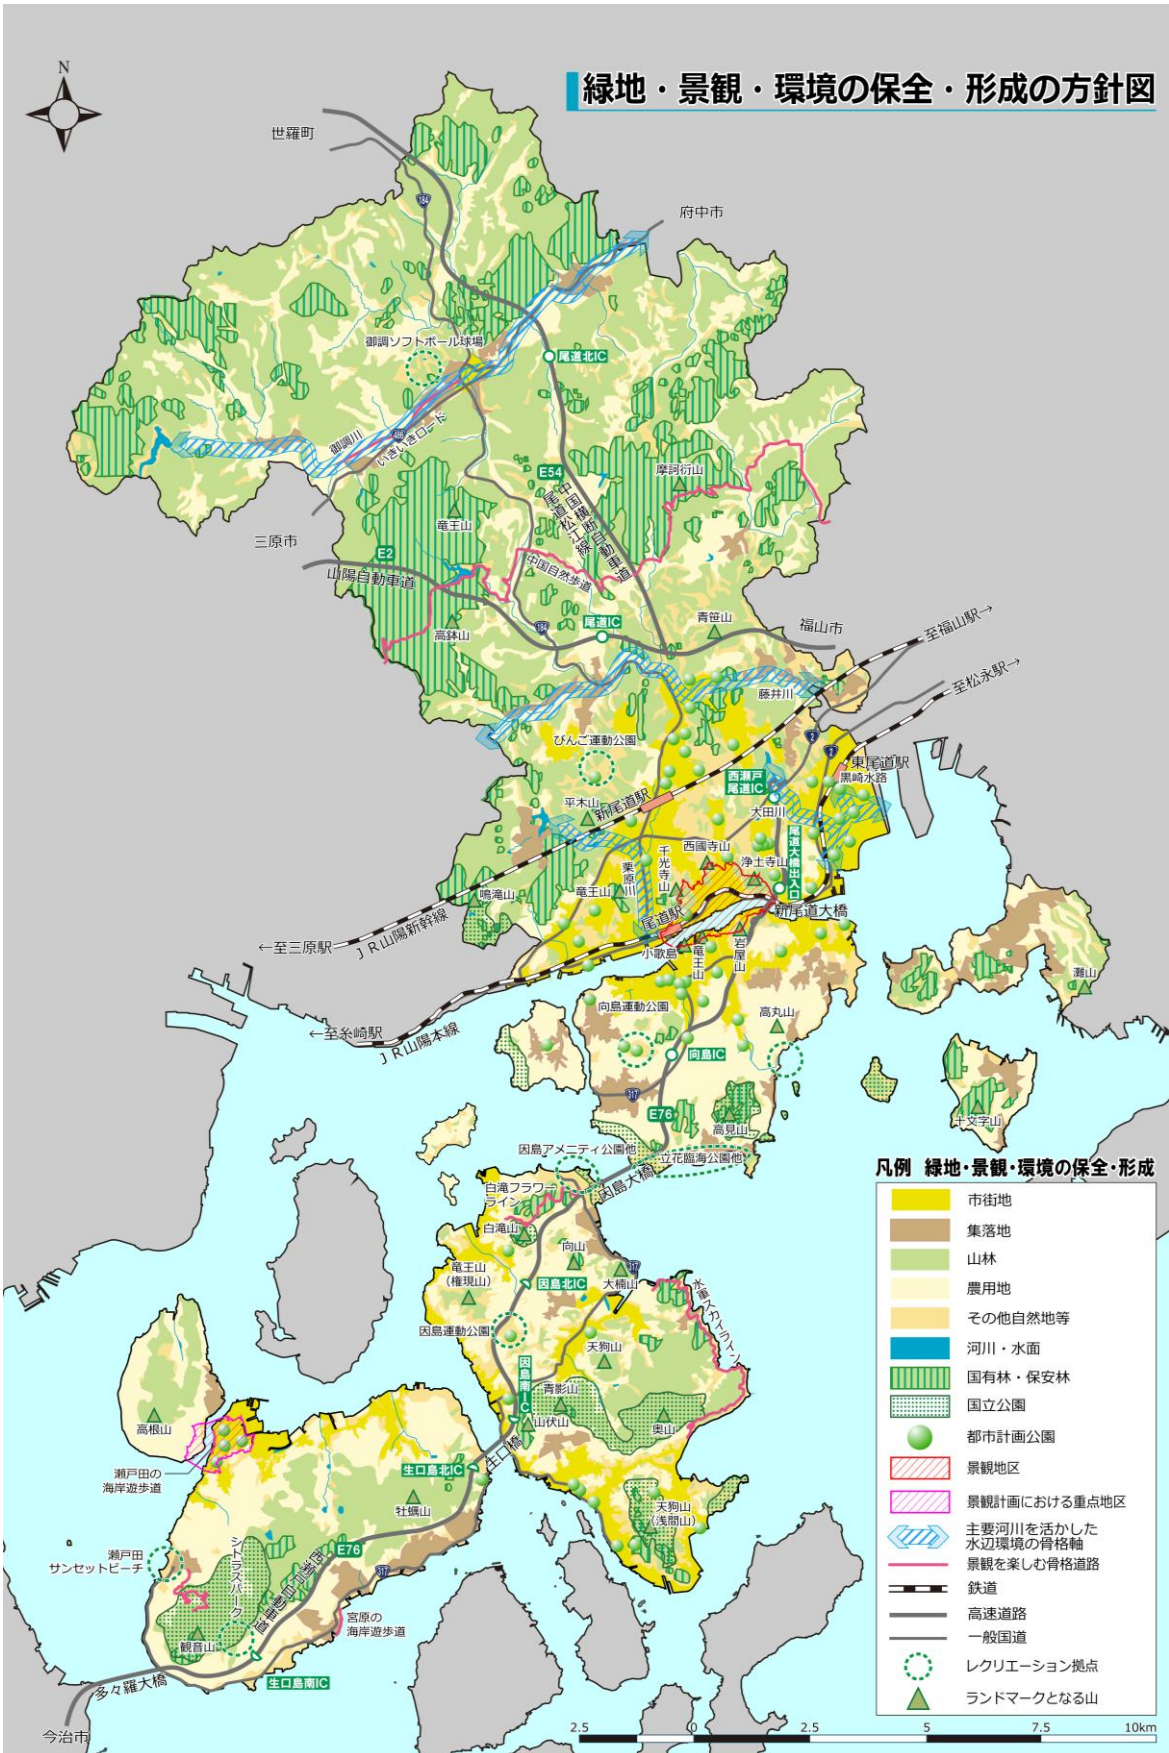 緑地・景観・環境の保全・形成の方針図
N
世羅町
184
府中市
御調ソフトボール球場
尾道北IC
御調川
486
いきいきロード
E54
摩訶衍山
中国横断自動車道
尾道松江線
竜王山
三原市
E2
山陽自動車道
中国自然歩道
高鉢山
184
尾道IC
青笹山
福山市
至福山駅→
藤井川
至松永駅→
2
2
びんご運動公園
西瀬戸
尾道IC
東尾道駅
黒崎水路
平木山
新尾道駅
大田川
尾道大橋出入口
西國寺山
浄土寺山
千光寺山
栗原川
竜王山
鳴滝山
尾道駅
新尾道大橋
←至三原駅
JR山陽新幹線
小歌島
竜王山
岩屋山
灘山
向島運動公園
高丸山
←至糸崎駅
JR山陽本線
向島IC
317
E76
高見山
十文字山
因島アメニティ公園他
立花臨海公園他
因島大橋
白滝フラワー
ライン
白滝山
向山
竜王山
(権現山)
317
大楠山
因島北IC
水軍スカイライン
因島運動公園
天狗山
因島南IC
青影山
山伏山
奥山
高根山
瀬戸田の
海岸遊歩道
生口島北IC
生口橋
牡蠣山
天狗山
(浅間山)
瀬戸田
サンセットビーチ
シトラスパーク
E76
西瀬戸自動車道
317
宮原の
海岸遊歩道
観音山
生口島南IC
多々羅大橋
今治市
凡例 緑地・景観・環境の保全・形成
市街地
集落地
山林
農用地
その他自然地等
河川・水面
国有林・保安林
国立公園
都市計画公園
景観地区
景観計画における重点地区
主要河川を活かした
水辺環境の骨格軸
景観を楽しむ骨格道路
鉄道
高速道路
一般国道
レクリエーション拠点
ランドマークとなる山
2.5 0 2.5 5 7.5 10km